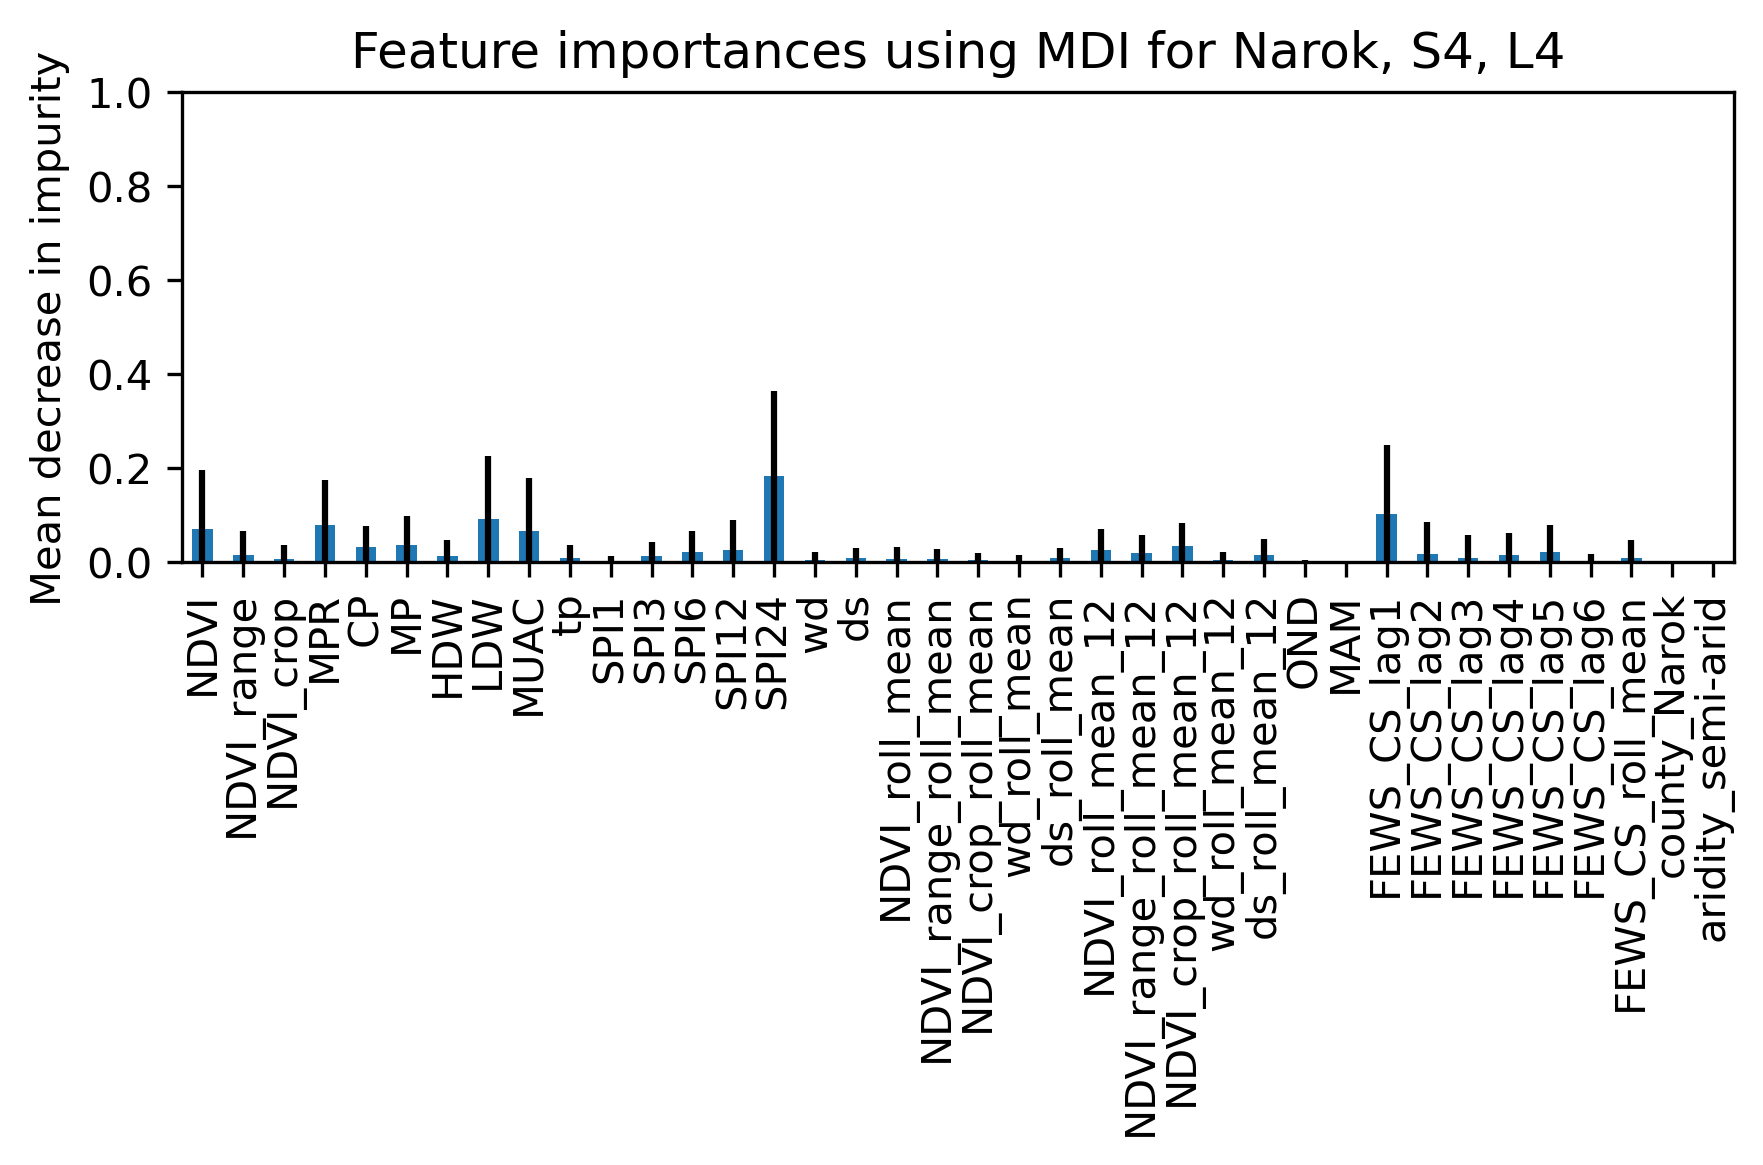 Feature importances using MDI for Narok, S4, L4
Mean decrease in impurity
1.0
0.8
0.6
0.4
0.2
0.0
NDVI
NDVI_range
NDVI_crop
MPR
CP
MP
HDW
LDW
MUAC
tp
SPI1
SPI3
SPI6
SPI12
SPI24
wd
ds
NDVI_roll_mean
NDVI_range_roll_mean
NDVI_crop_roll_mean
wd_roll_mean
ds_roll_mean
NDVI_roll_mean_12
NDVI_range_roll_mean_12
NDVI_crop_roll_mean_12
wd_roll_mean_12
ds_roll_mean_12
OND
MAM
FEWS_CS_lag1
FEWS_CS_lag2
FEWS_CS_lag3
FEWS_CS_lag4
FEWS_CS_lag5
FEWS_CS_lag6
FEWS_CS_roll_mean
county_Narok
aridity_semi-arid